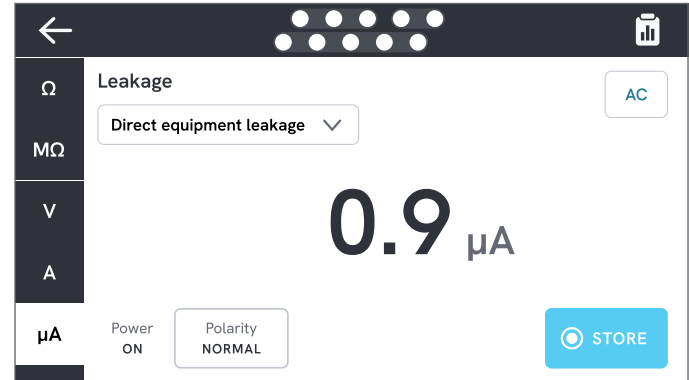 Ω
MΩ
V
A
µA
Leakage
Direct equipment leakage
AC
0.9 µA
Power
ON
Polarity
NORMAL
STORE